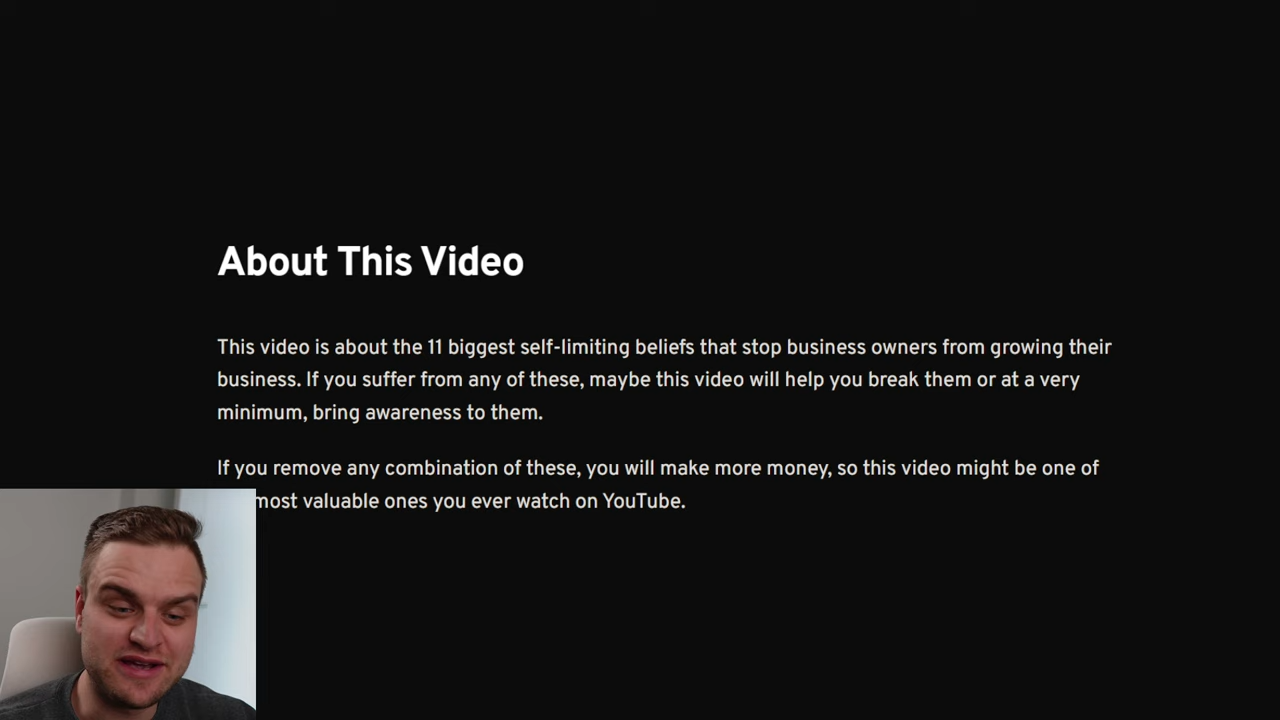 About This Video
This video is about the 11 biggest self-limiting beliefs that stop business owners from growing their
business. If you suffer from any of these, maybe this video will help you break them or at a very
minimum, bring awareness to them.
If you remove any combination of these, you will make more money, so this video might be one of
most valuable ones you ever watch on YouTube.